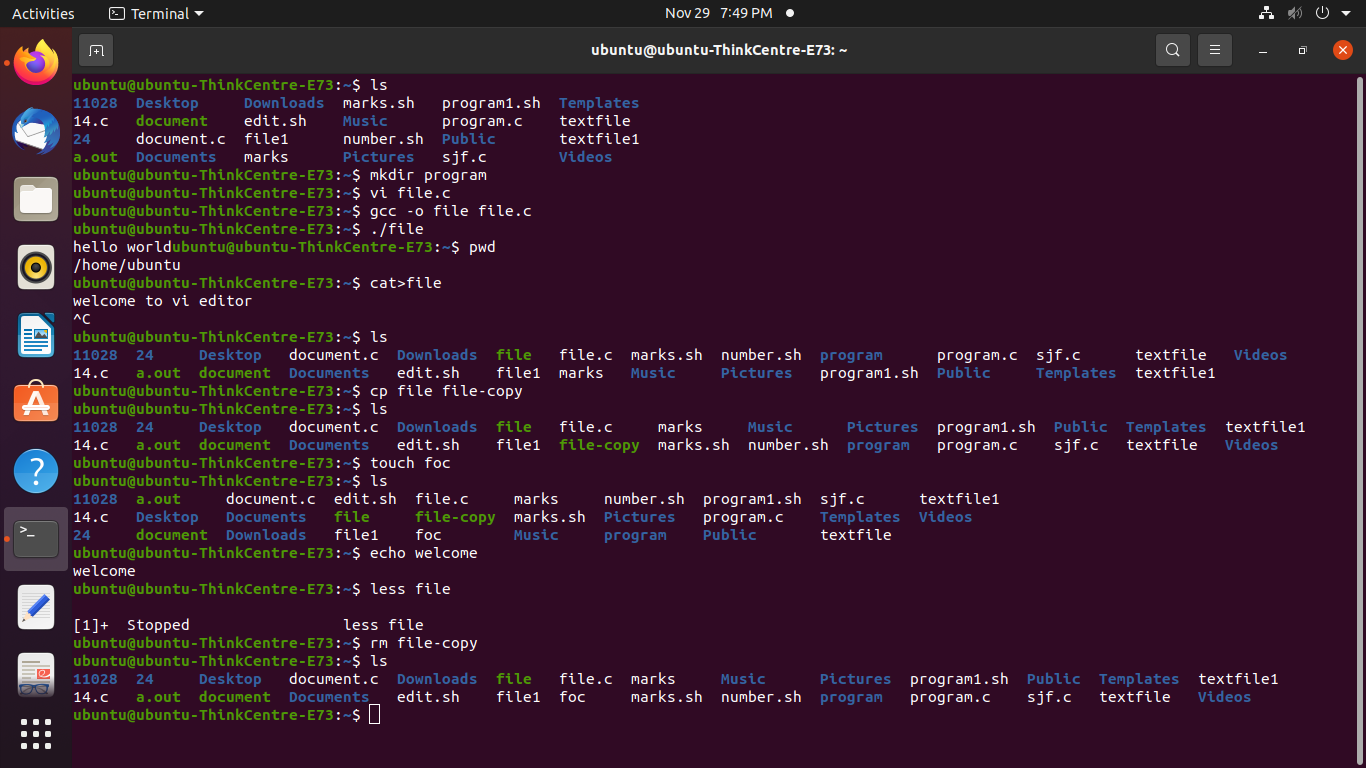 Activities Terminal Nov 29 7:49 PM
ubuntu@ubuntu-ThinkCentre-E73: ~
ubuntu@ubuntu-ThinkCentre-E73:~$ ls
11028 Desktop Downloads marks.sh program1.sh Templates
14.c document edit.sh Music program.c textfile
24 document.c file1 number.sh Public textfile1
a.out Documents marks Pictures sjf.c Videos
ubuntu@ubuntu-ThinkCentre-E73:~$ mkdir program
ubuntu@ubuntu-ThinkCentre-E73:~$ vi file.c
ubuntu@ubuntu-ThinkCentre-E73:~$ gcc -o file file.c
ubuntu@ubuntu-ThinkCentre-E73:~$ ./file
hello worldubuntu@ubuntu-ThinkCentre-E73:~$ pwd
/home/ubuntu
ubuntu@ubuntu-ThinkCentre-E73:~$ cat>file
welcome to vi editor
^C
ubuntu@ubuntu-ThinkCentre-E73:~$ ls
11028 24 Desktop document.c Downloads file file.c marks.sh number.sh program program.c sjf.c textfile Videos
14.c a.out document Documents edit.sh file1 marks Music Pictures program1.sh Public Templates textfile1
ubuntu@ubuntu-ThinkCentre-E73:~$ cp file file-copy
ubuntu@ubuntu-ThinkCentre-E73:~$ ls
11028 24 Desktop document.c Downloads file file.c marks Music Pictures program1.sh Public Templates textfile1
14.c a.out document Documents edit.sh file1 file-copy marks.sh number.sh program program.c sjf.c textfile Videos
ubuntu@ubuntu-ThinkCentre-E73:~$ touch foc
ubuntu@ubuntu-ThinkCentre-E73:~$ ls
11028 a.out document.c edit.sh file.c marks number.sh program1.sh sjf.c textfile1
14.c Desktop Documents file file-copy marks.sh Pictures program.c Templates Videos
24 document Downloads file1 foc Music program Public textfile
ubuntu@ubuntu-ThinkCentre-E73:~$ echo welcome
welcome
ubuntu@ubuntu-ThinkCentre-E73:~$ less file
[1]+ Stopped less file
ubuntu@ubuntu-ThinkCentre-E73:~$ rm file-copy
ubuntu@ubuntu-ThinkCentre-E73:~$ ls
11028 24 Desktop document.c Downloads file file.c marks Music Pictures program1.sh Public Templates textfile1
14.c a.out document Documents edit.sh file1 foc marks.sh number.sh program program.c sjf.c textfile Videos
ubuntu@ubuntu-ThinkCentre-E73:~$